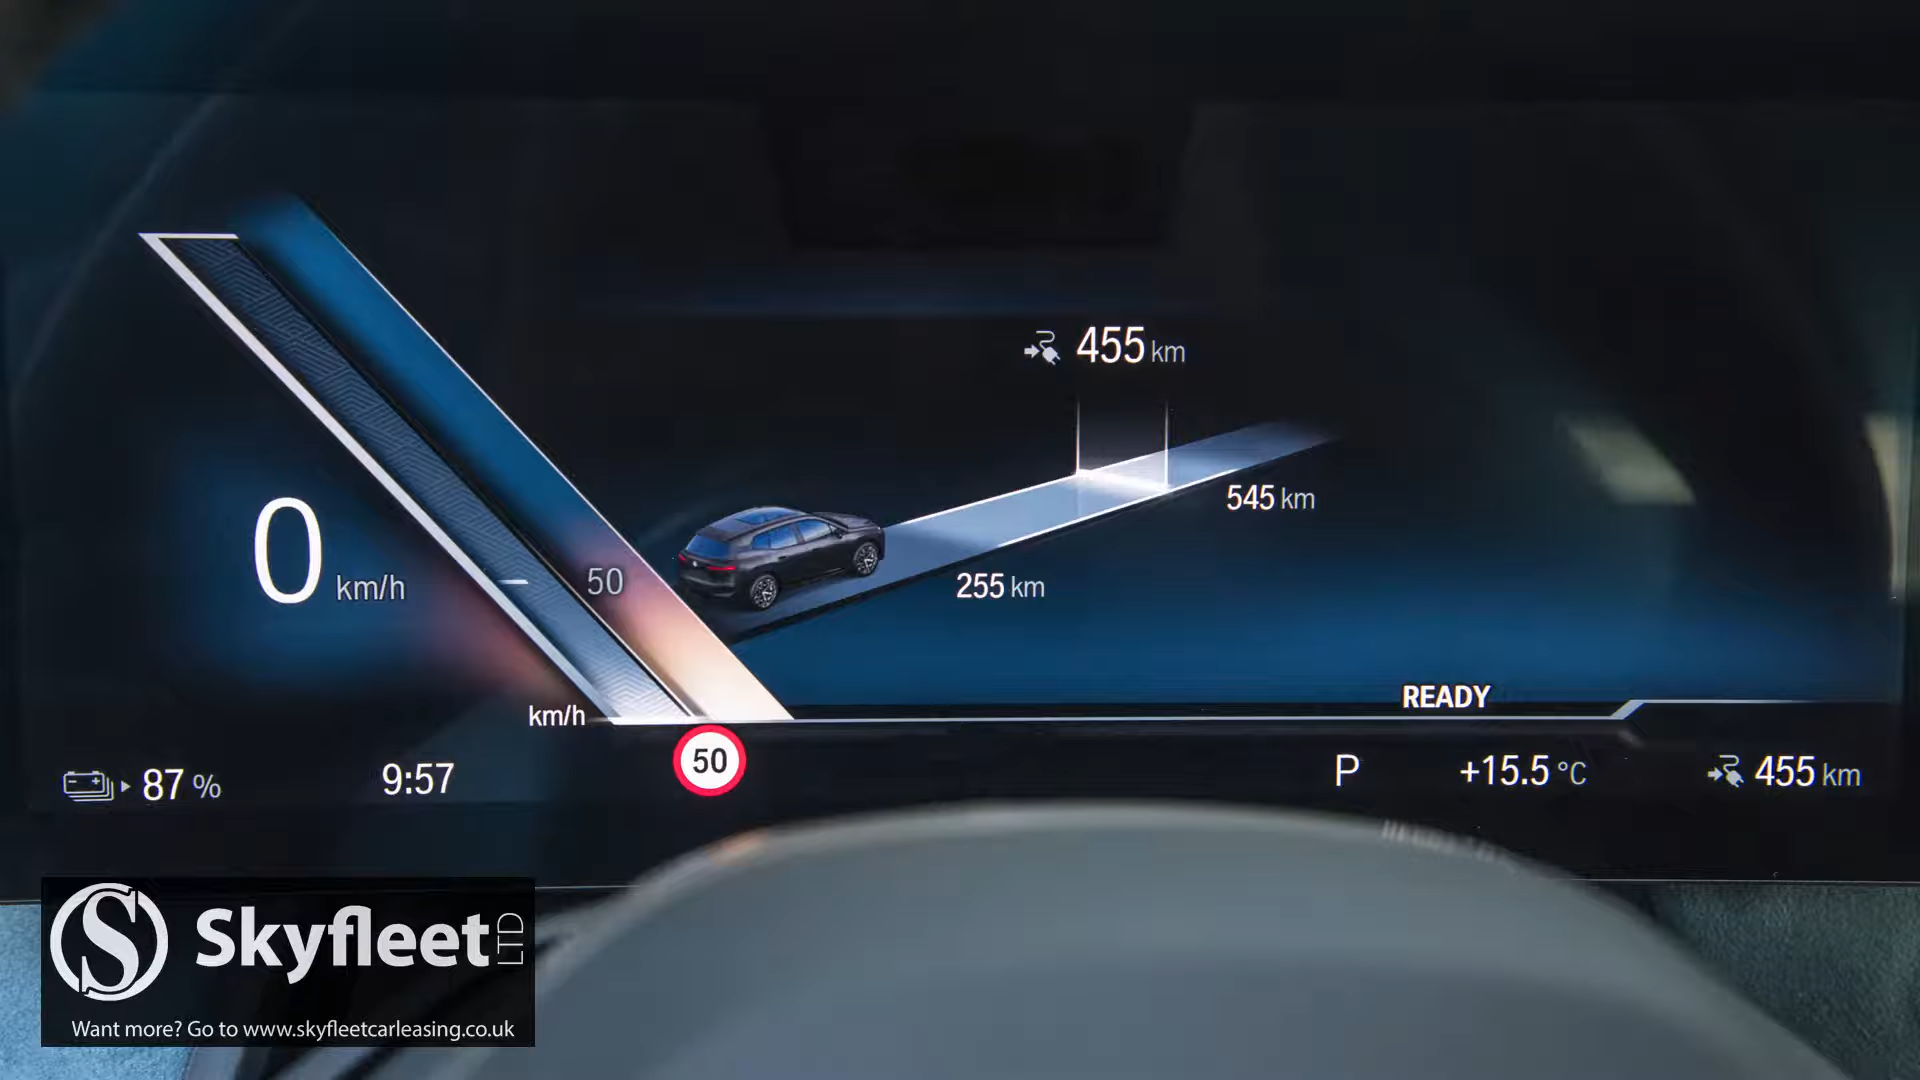 455 km
545 km
255 km
0 km/h
50
km/h
READY
87 %
9:57
50
P
+15.5 °C
455 km
S
Skyfleet LTD
Want more? Go to www.skyfleetcarleasing.co.uk